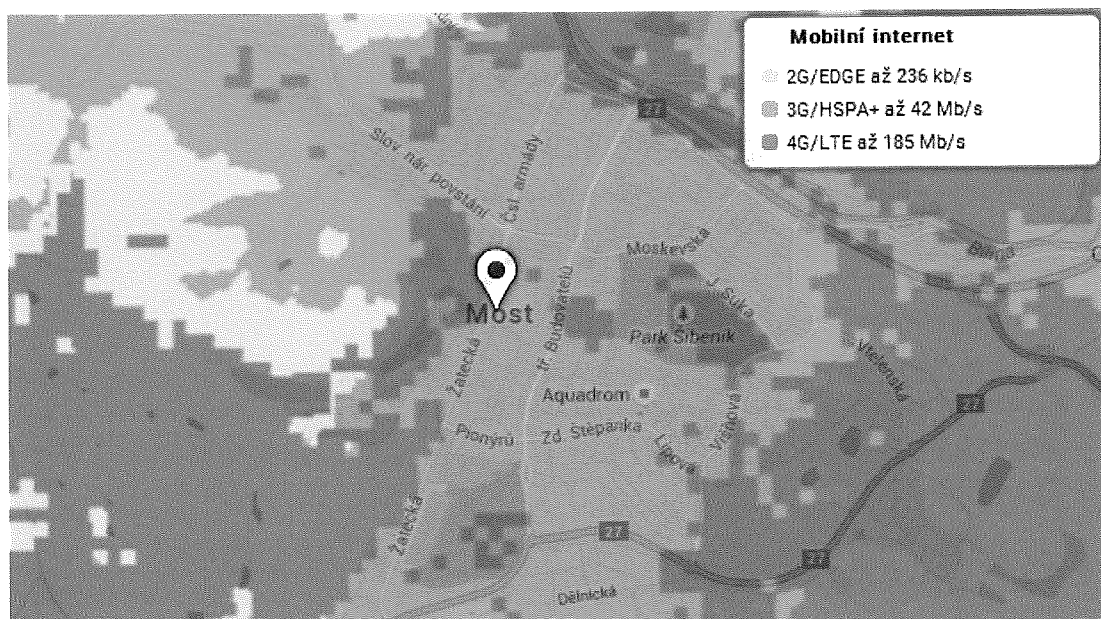 Mobilní internet
2G/EDGE až 236 kb/s
3G/HSPA+ až 42 Mb/s
4G/LTE až 185 Mb/s
27
Slov. nár. povstání
Čsl. armády
Moskevská
J. Suka
Bílina
Most
tř. Budovatelů
Park Šibeník
Žatecká
Vtelenská
Aquadrom
27
Pionýrů
Zd. Štěpánka
Lipová
Višňová
Žatecká
27
27
Dělnická